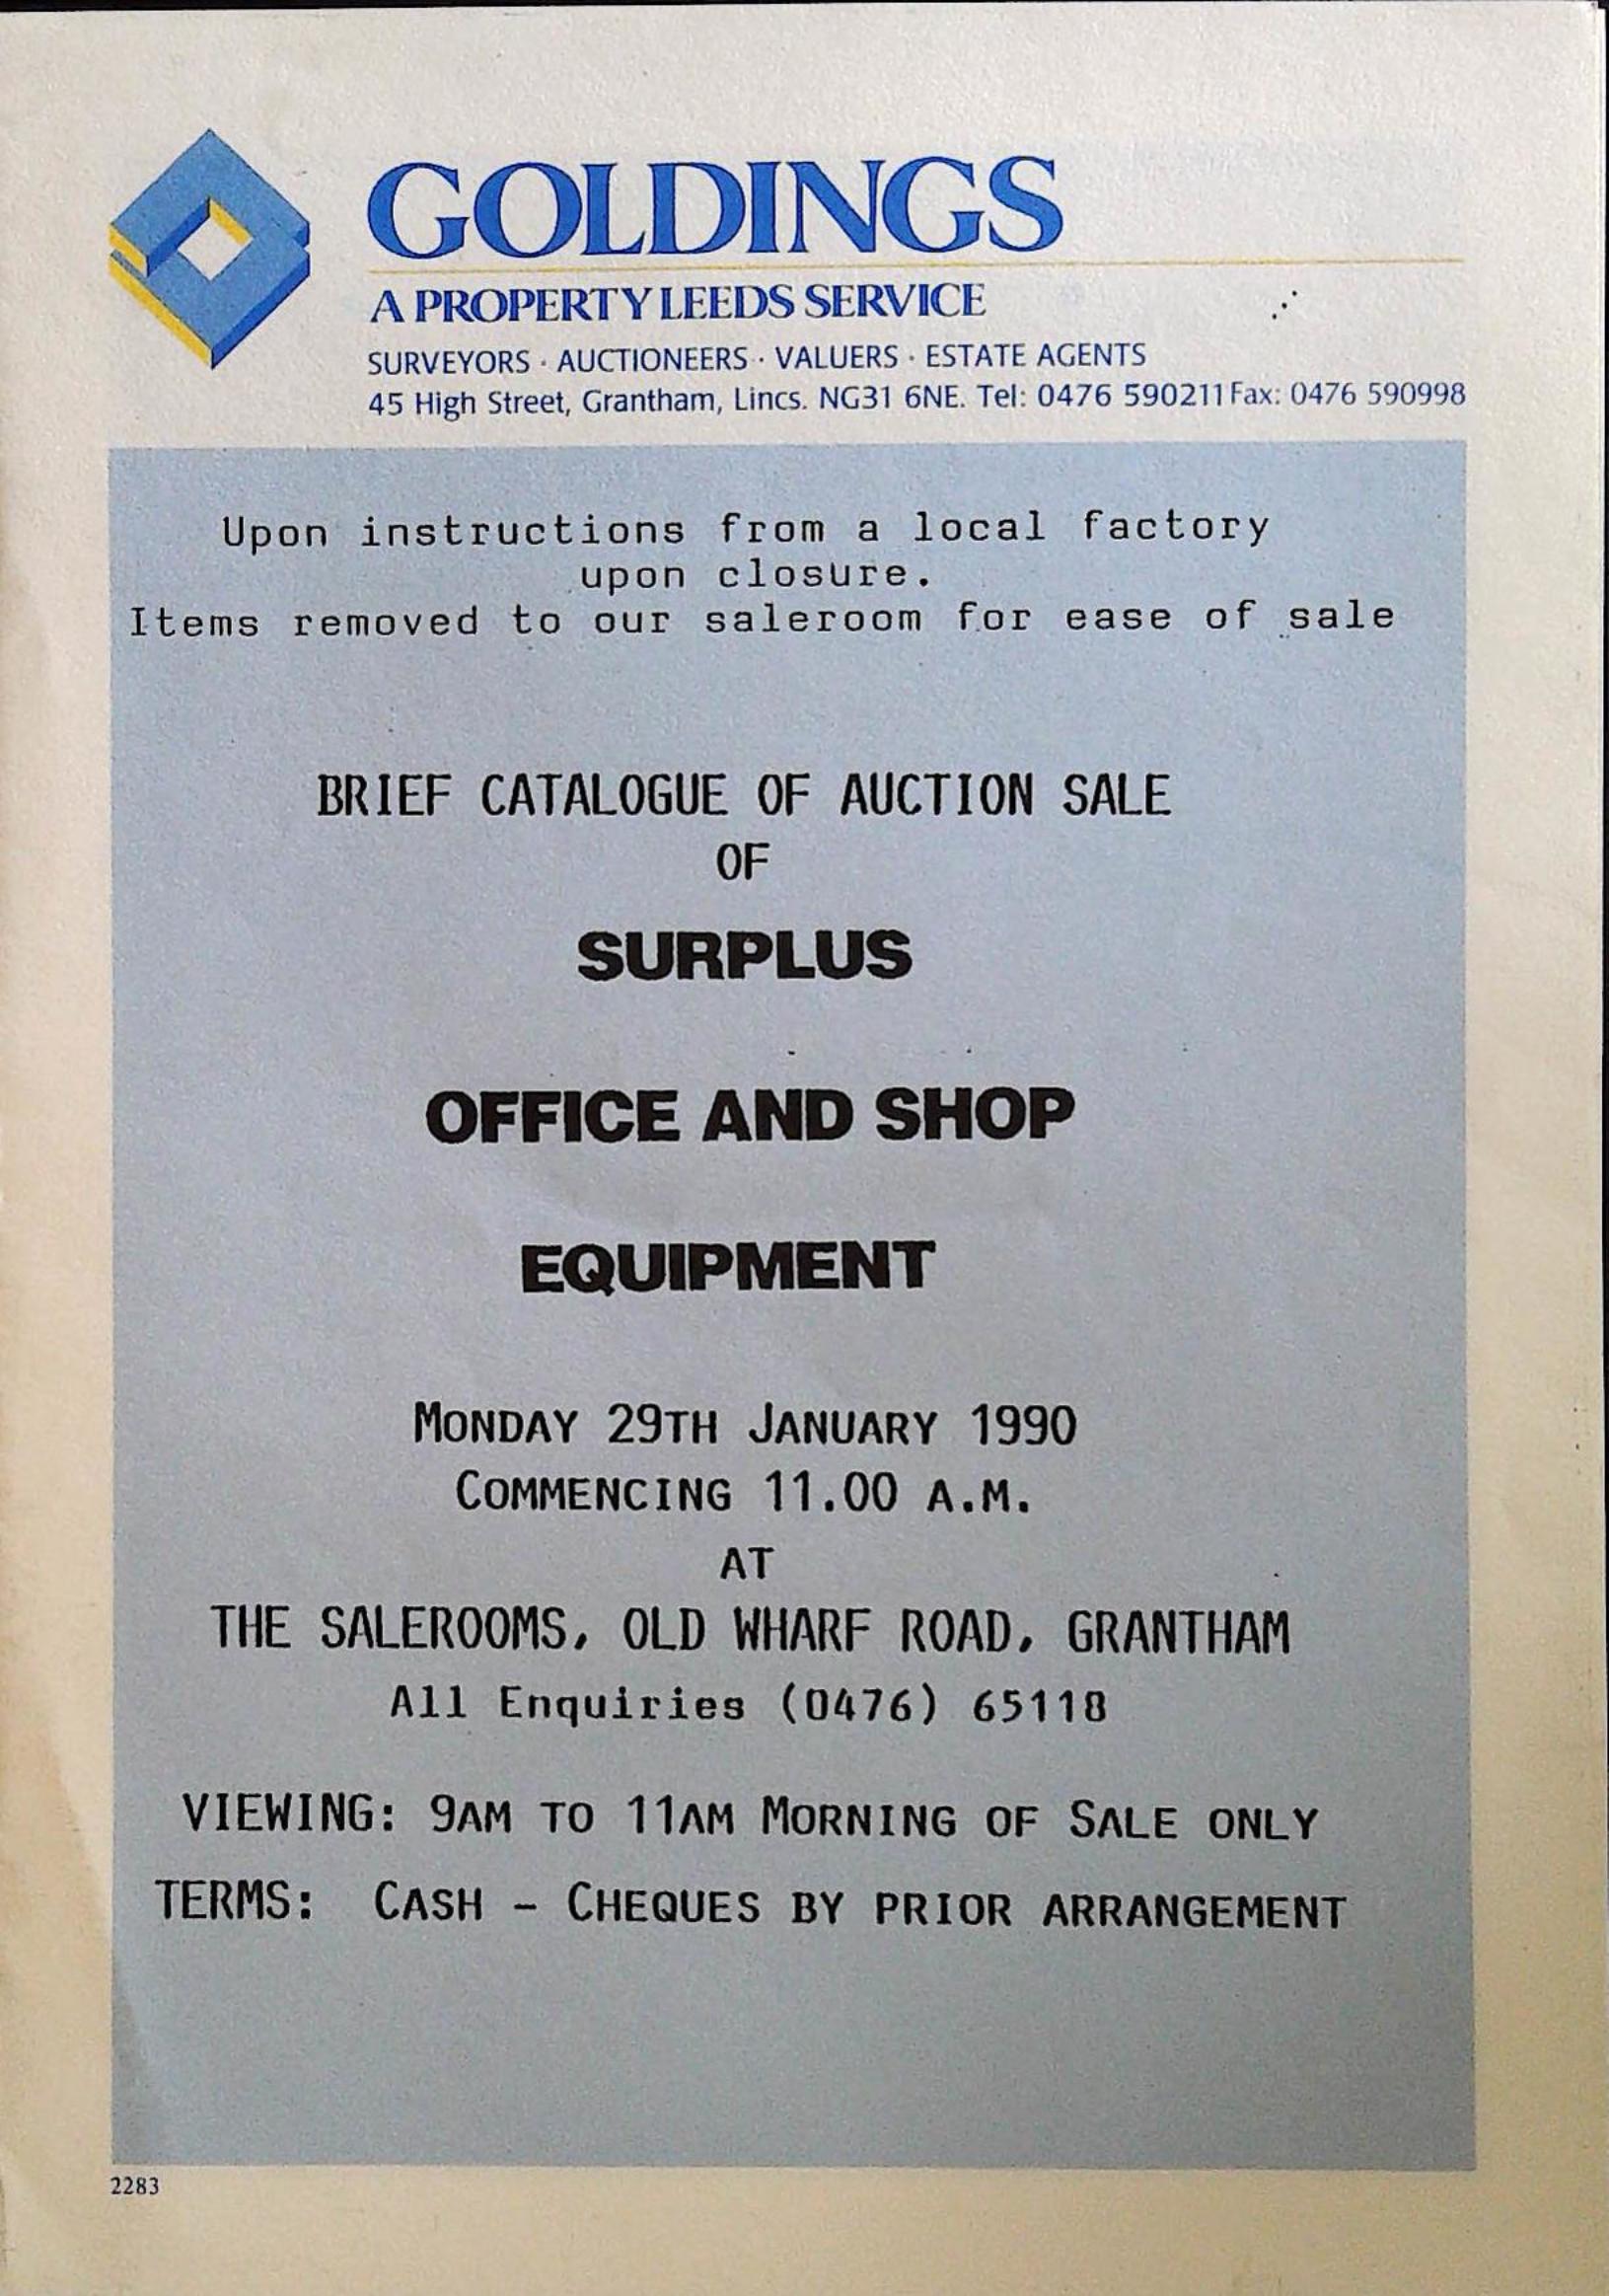 GOLDINGS
A PROPERTY LEEDS SERVICE
SURVEYORS · AUCTIONEERS · VALUERS · ESTATE AGENTS
45 High Street, Grantham, Lincs. NG31 6NE. Tel: 0476 590211 Fax: 0476 590998
Upon instructions from a local factory
upon closure.
Items removed to our saleroom for ease of sale
BRIEF CATALOGUE OF AUCTION SALE
OF
SURPLUS
OFFICE AND SHOP
EQUIPMENT
MONDAY 29TH JANUARY 1990
COMMENCING 11.00 A.M.
AT
THE SALEROOMS, OLD WHARF ROAD, GRANTHAM
All Enquiries (0476) 65118
VIEWING: 9AM TO 11AM MORNING OF SALE ONLY
TERMS: CASH - CHEQUES BY PRIOR ARRANGEMENT
2283